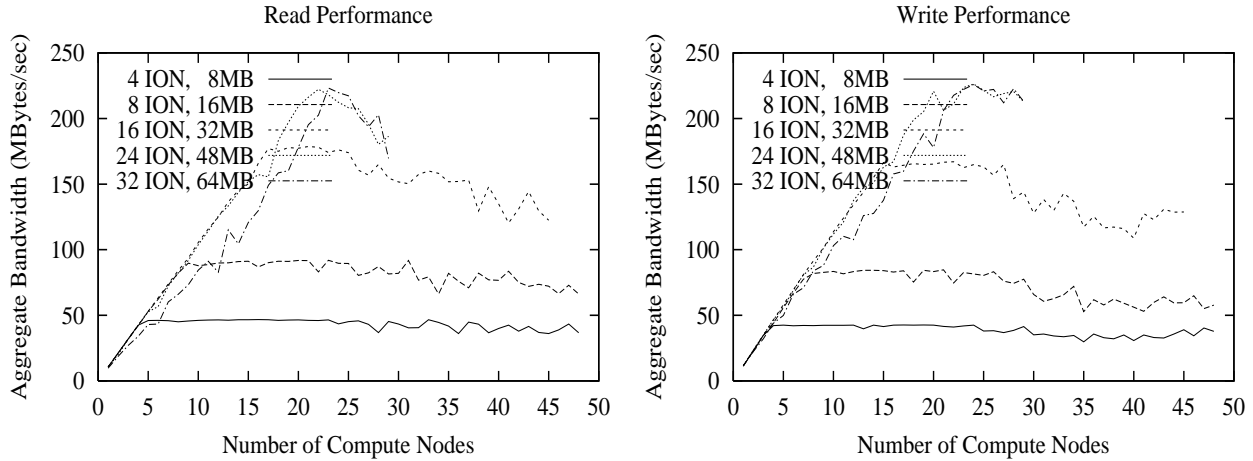 Read Performance
Aggregate Bandwidth (MBytes/sec)
250
200
150
100
50
0
4 ION, 8MB
8 ION, 16MB
16 ION, 32MB
24 ION, 48MB
32 ION, 64MB
0 5 10 15 20 25 30 35 40 45 50
Number of Compute Nodes
Write Performance
Aggregate Bandwidth (MBytes/sec)
250
200
150
100
50
0
4 ION, 8MB
8 ION, 16MB
16 ION, 32MB
24 ION, 48MB
32 ION, 64MB
0 5 10 15 20 25 30 35 40 45 50
Number of Compute Nodes